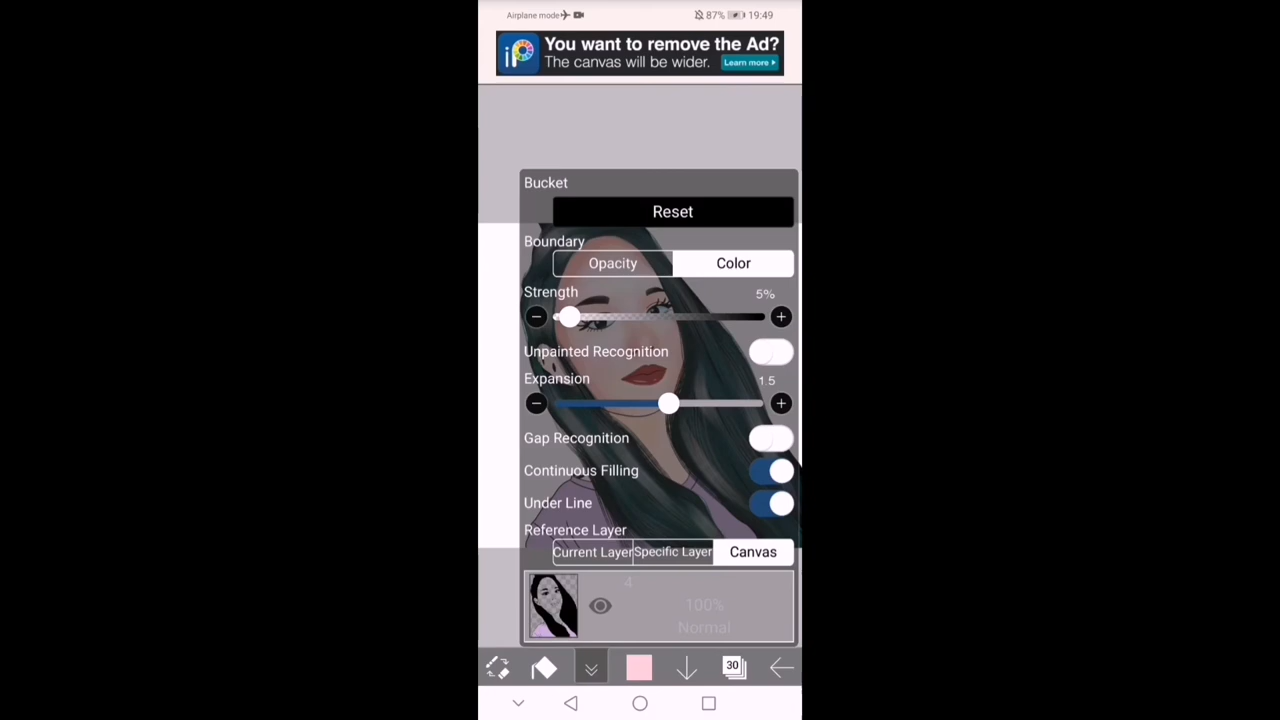 Airplane mode 87% 19:49
iP You want to remove the Ad?
The canvas will be wider. Learn more
Bucket
Reset
Boundary
Opacity Color
Strength 5%
Unpainted Recognition
Expansion 1.5
Gap Recognition
Continuous Filling
Under Line
Reference Layer
Current Layer Specific Layer Canvas
4
100%
Normal
30